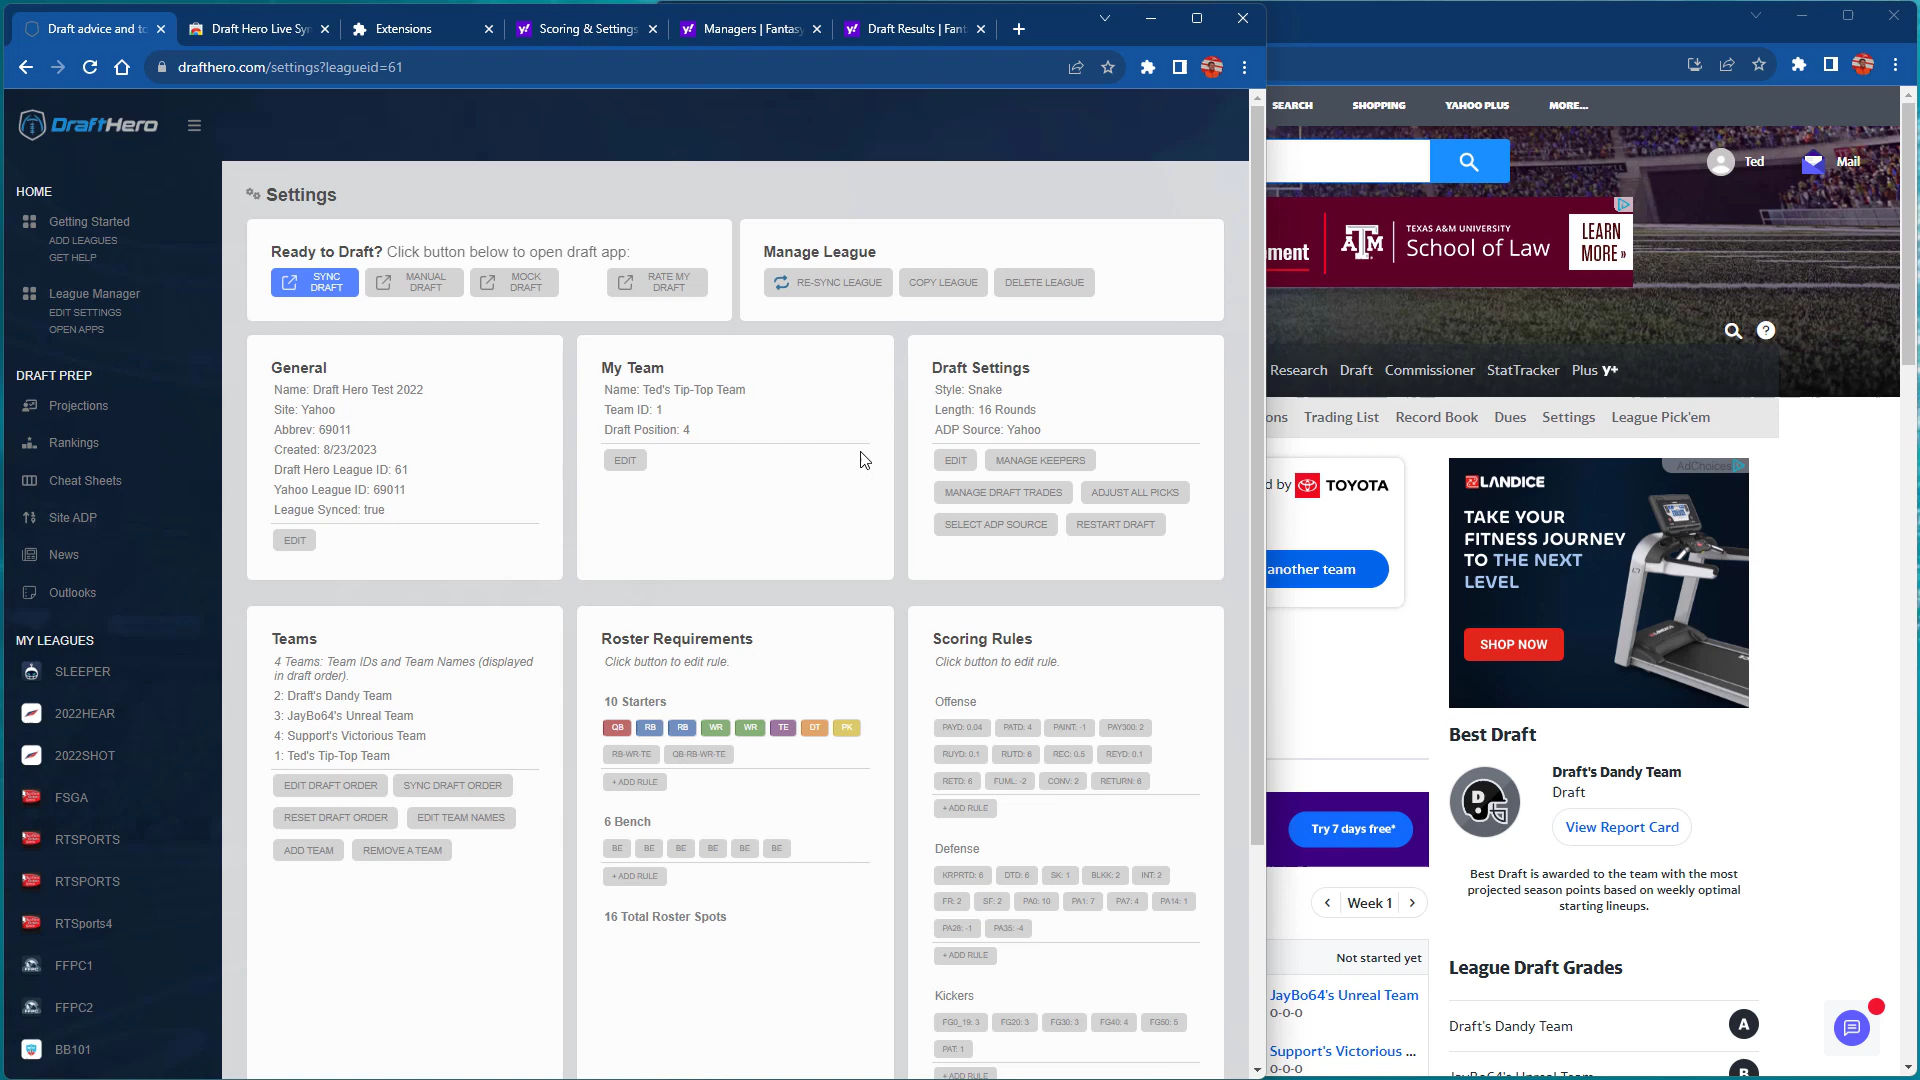 Draft advice and to
Draft Hero Live Syn
Extensions
Scoring & Settings
Managers | Fantasy
Draft Results | Fant
drafthero.com/settings?leagueid=61
DraftHero
HOME
Getting Started
ADD LEAGUES
GET HELP
League Manager
EDIT SETTINGS
OPEN APPS
DRAFT PREP
Projections
Rankings
Cheat Sheets
Site ADP
News
Outlooks
MY LEAGUES
SLEEPER
2022HEAR
2022SHOT
FSGA
RTSPORTS
RTSPORTS
RTSports4
FFPC1
FFPC2
BB101
Settings
Ready to Draft? Click button below to open draft app:
SYNC DRAFT
MANUAL DRAFT
MOCK DRAFT
RATE MY DRAFT
Manage League
RE-SYNC LEAGUE
COPY LEAGUE
DELETE LEAGUE
General
Name: Draft Hero Test 2022
Site: Yahoo
Abbrev: 69011
Created: 8/23/2023
Draft Hero League ID: 61
Yahoo League ID: 69011
League Synced: true
EDIT
My Team
Name: Ted's Tip-Top Team
Team ID: 1
Draft Position: 4
EDIT
Draft Settings
Style: Snake
Length: 16 Rounds
ADP Source: Yahoo
EDIT MANAGE KEEPERS
MANAGE DRAFT TRADES ADJUST ALL PICKS
SELECT ADP SOURCE RESTART DRAFT
Teams
4 Teams: Team IDs and Team Names (displayed
in draft order).
2: Draft's Dandy Team
3: JayBo64's Unreal Team
4: Support's Victorious Team
1: Ted's Tip-Top Team
EDIT DRAFT ORDER SYNC DRAFT ORDER
RESET DRAFT ORDER EDIT TEAM NAMES
ADD TEAM REMOVE A TEAM
Roster Requirements
Click button to edit rule.
10 Starters
QB RB RB WR WR TE DT PK
RB-WR-TE QB-RB-WR-TE
+ ADD RULE
6 Bench
BE BE BE BE BE BE
+ ADD RULE
16 Total Roster Spots
Scoring Rules
Click button to edit rule.
Offense
PAYD: 0.04 PATD: 4 PAINT: -1 PAY300: 2
RUYD: 0.1 RUTD: 6 REC: 0.5 REYD: 0.1
RETD: 6 FUML: -2 CONV: 2 RETURN: 6
+ ADD RULE
Defense
KRPRTD: 6 DTD: 6 SK: 1 BLKK: 2 INT: 2
FR: 2 SF: 2 PA0: 10 PA1: 7 PA7: 4 PA14: 1
PA28: -1 PA35: -4
+ ADD RULE
Kickers
FG0_19: 3 FG20: 3 FG30: 3 FG40: 4 FG50: 5
PAT: 1
+ ADD RULE
SEARCH SHOPPING YAHOO PLUS MORE...
Ted
Mail
ment
ATM
TEXAS A&M UNIVERSITY
School of Law
LEARN
MORE »
Research Draft Commissioner StatTracker Plus y+
ons Trading List Record Book Dues Settings League Pick'em
d by TOYOTA
another team
AdChoices
LANDICE
TAKE YOUR
FITNESS JOURNEY
TO THE NEXT
LEVEL
SHOP NOW
Best Draft
Draft's Dandy Team
Draft
View Report Card
Best Draft is awarded to the team with the most
projected season points based on weekly optimal
starting lineups.
Try 7 days free*
Week 1
Not started yet
JayBo64's Unreal Team
0-0-0
Support's Victorious ...
0-0-0
League Draft Grades
Draft's Dandy Team A
JayBo64's Unreal Team B